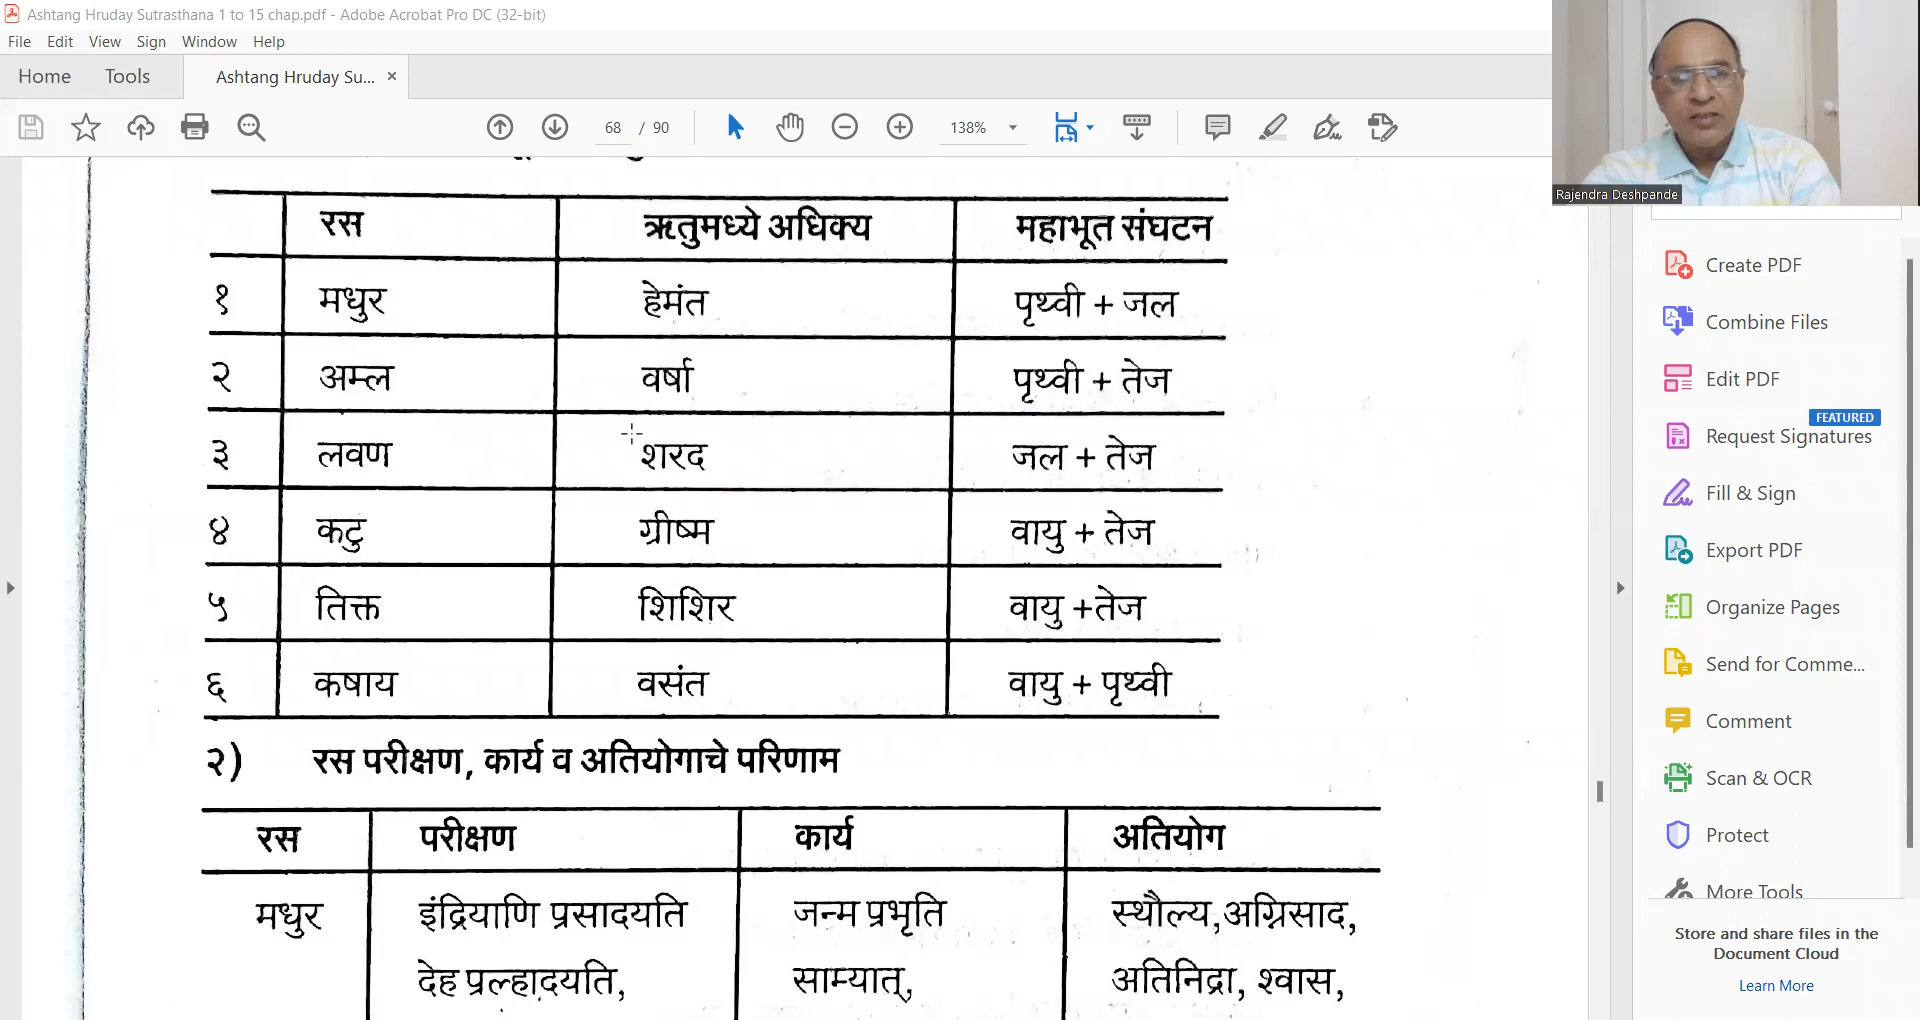 Ashtang Hruday Sutrasthana 1 to 15 chap.pdf - Adobe Acrobat Pro DC (32-bit)
File Edit View Sign Window Help
Home Tools Ashtang Hruday Su... ×
68 / 90 138%
Rajendra Deshpande
रस ऋतुमध्ये अधिक्य महाभूत संघटन
१ मधुर हेमंत पृथ्वी + जल
२ अम्ल वर्षा पृथ्वी + तेज
३ लवण शरद जल + तेज
४ कटु ग्रीष्म वायु + तेज
५ तिक्त शिशिर वायु +तेज
६ कषाय वसंत वायु + पृथ्वी
२) रस परीक्षण, कार्य व अतियोगाचे परिणाम
रस परीक्षण कार्य अतियोग
मधुर इंद्रियाणि प्रसादयति जन्म प्रभृति स्थौल्य,अग्निसाद,
देह प्रल्हादयति, साम्यात्, अतिनिद्रा, श्वास,
Create PDF
Combine Files
Edit PDF
FEATURED
Request Signatures
Fill & Sign
Export PDF
Organize Pages
Send for Comme...
Comment
Scan & OCR
Protect
More Tools
Store and share files in the
Document Cloud
Learn More